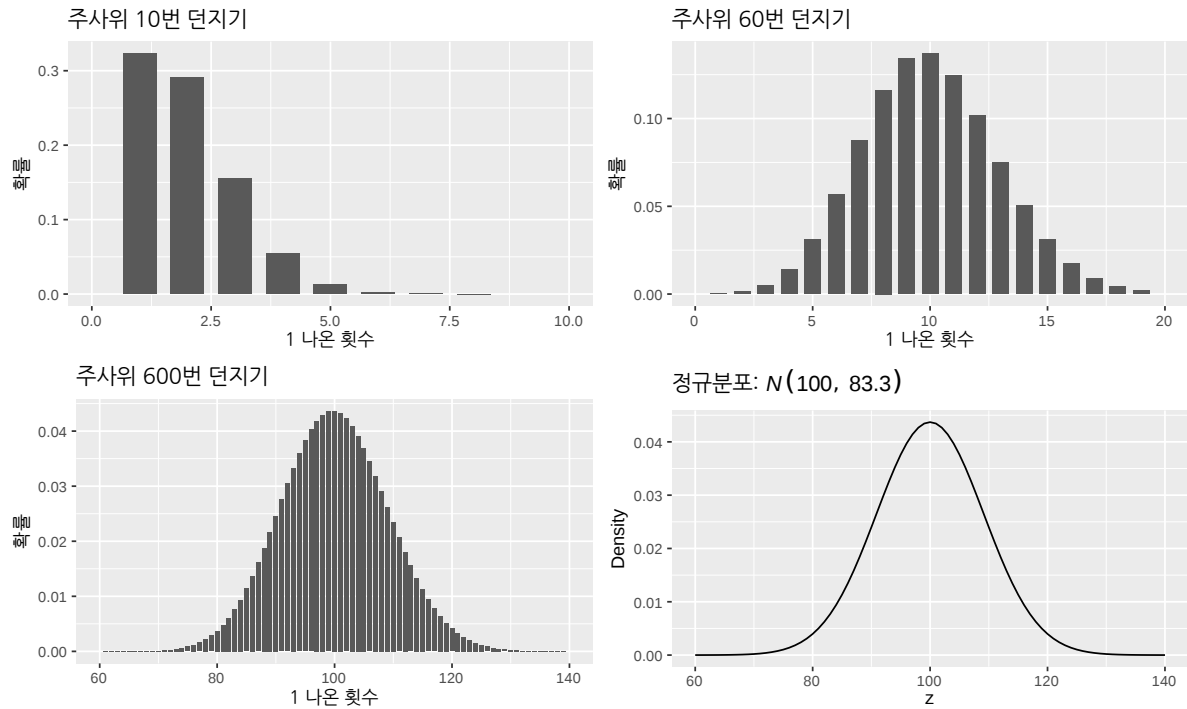 주사위 10번 던지기
0.3
0.2
0.1
0.0
확률
0.0 2.5 5.0 7.5 10.0
1 나온 횟수
주사위 60번 던지기
0.10
0.05
0.00
확률
0 5 10 15 20
1 나온 횟수
주사위 600번 던지기
0.04
0.03
0.02
0.01
0.00
확률
60 80 100 120 140
1 나온 횟수
정규분포: N(100, 83.3)
0.04
0.03
0.02
0.01
0.00
Density
60 80 100 120 140
z